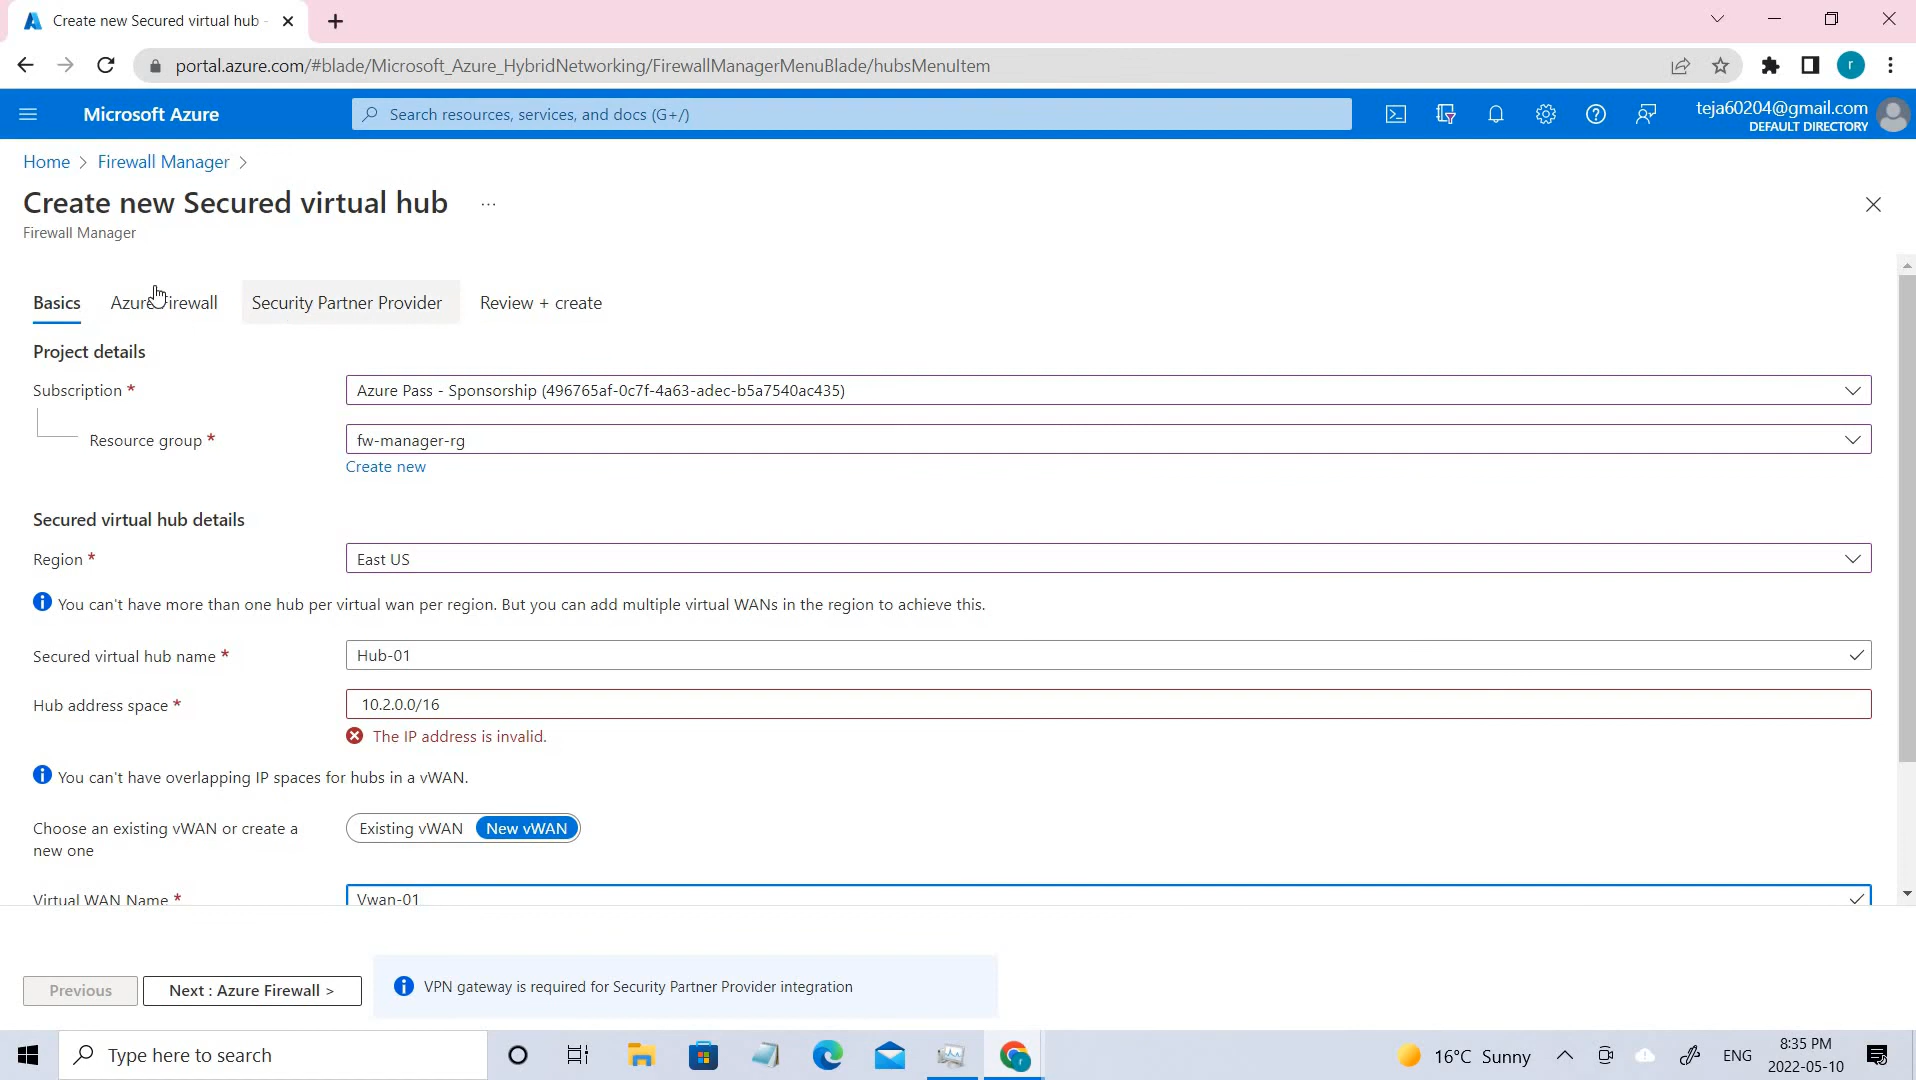 Create new Secured virtual hub -
portal.azure.com/#blade/Microsoft_Azure_HybridNetworking/FirewallManagerMenuBlade/hubsMenuItem
r
Microsoft Azure
Search resources, services, and docs (G+/)
teja60204@gmail.com
DEFAULT DIRECTORY
Home > Firewall Manager >
Create new Secured virtual hub ...
Firewall Manager
Basics
Azure Firewall
Security Partner Provider
Review + create
Project details
Subscription *
Azure Pass - Sponsorship (496765af-0c7f-4a63-adec-b5a7540ac435)
Resource group *
fw-manager-rg
Create new
Secured virtual hub details
Region *
East US
You can't have more than one hub per virtual wan per region. But you can add multiple virtual WANs in the region to achieve this.
Secured virtual hub name *
Hub-01
Hub address space *
10.2.0.0/16
The IP address is invalid.
You can't have overlapping IP spaces for hubs in a vWAN.
Choose an existing vWAN or create a
new one
Existing vWAN
New vWAN
Virtual WAN Name *
Vwan-01
Previous
Next : Azure Firewall >
VPN gateway is required for Security Partner Provider integration
Type here to search
16°C Sunny
ENG
8:35 PM
2022-05-10